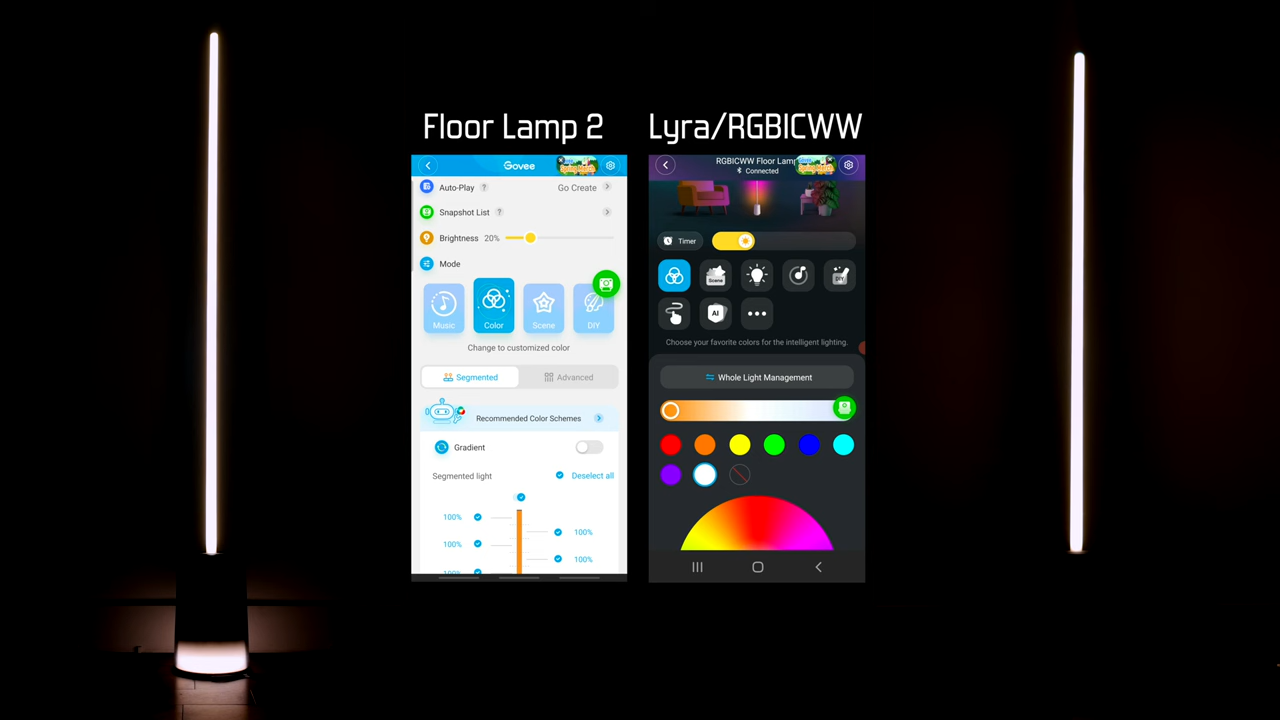 Floor Lamp 2
Govee
Auto-Play ?
Go Create
Snapshot List ?
Brightness 20%
Mode
Music
Color
Scene
DIY
Change to customized color
Segmented
Advanced
Recommended Color Schemes
Gradient
Segmented light
Deselect all
100%
100%
100%
100%
Lyra/RGBICWW
RGBICWW Floor Lamp
Connected
Timer
Scene
DIY
AI
Choose your favorite colors for the intelligent lighting.
Whole Light Management